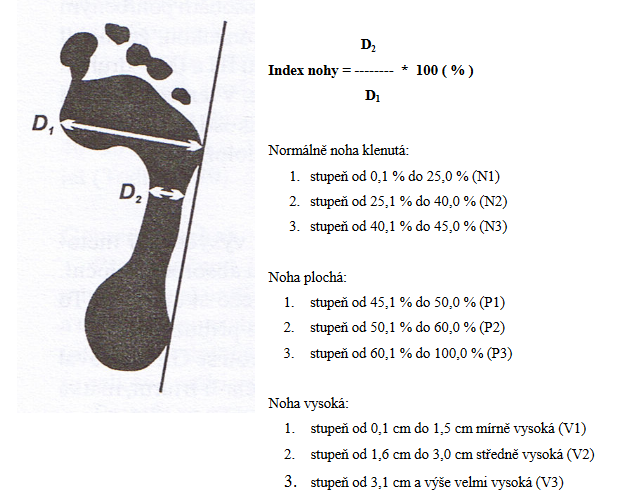 D₂
Index nohy = -------- * 100 ( % )
D₁
D₁
D₂
Normálně noha klenutá:
1. stupeň od 0,1 % do 25,0 % (N1)
2. stupeň od 25,1 % do 40,0 % (N2)
3. stupeň od 40,1 % do 45,0 % (N3)
Noha plochá:
1. stupeň od 45,1 % do 50,0 % (P1)
2. stupeň od 50,1 % do 60,0 % (P2)
3. stupeň od 60,1 % do 100,0 % (P3)
Noha vysoká:
1. stupeň od 0,1 cm do 1,5 cm mírně vysoká (V1)
2. stupeň od 1,6 cm do 3,0 cm středně vysoká (V2)
3. stupeň od 3,1 cm a výše velmi vysoká (V3)